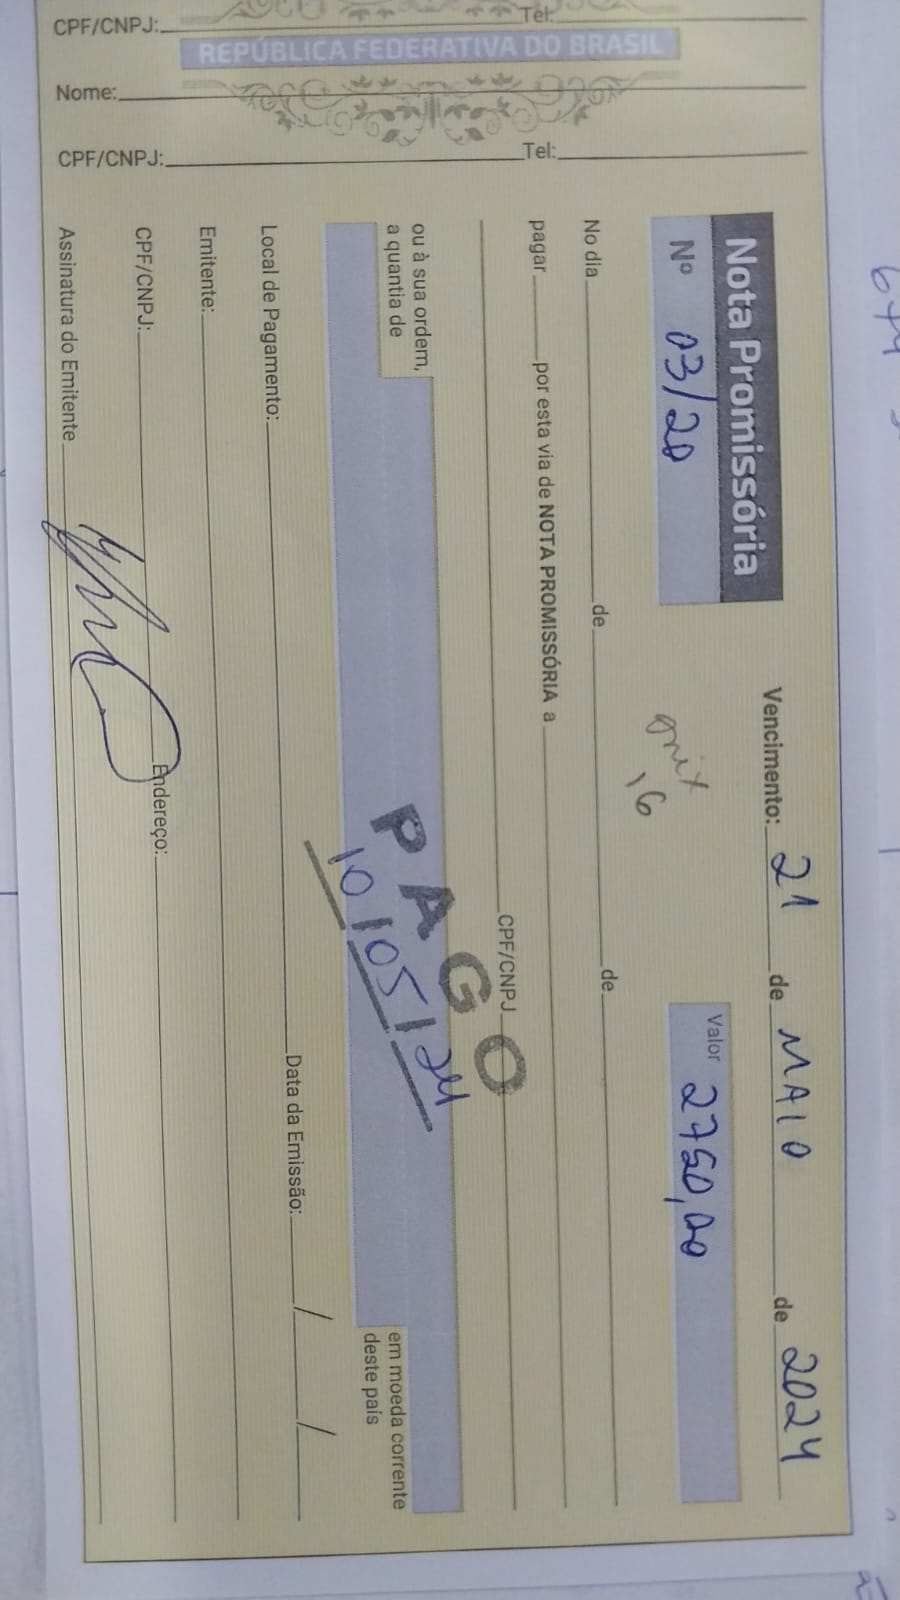 Nota Promissória
Vencimento: 21 de MAIO de 2024
Nº 03/20
onix
16
Valor 2750,00
No dia de de
pagar por esta via de NOTA PROMISSÓRIA a
CPF/CNPJ
ou à sua ordem,
a quantia de
em moeda corrente
deste país
PAGO
10/05/24
Local de Pagamento: Data da Emissão: / /
Emitente:
CPF/CNPJ: Endereço:
Assinatura do Emitente
CPF/CNPJ: Tel:
REPÚBLICA FEDERATIVA DO BRASIL
Nome:
CPF/CNPJ: Tel: